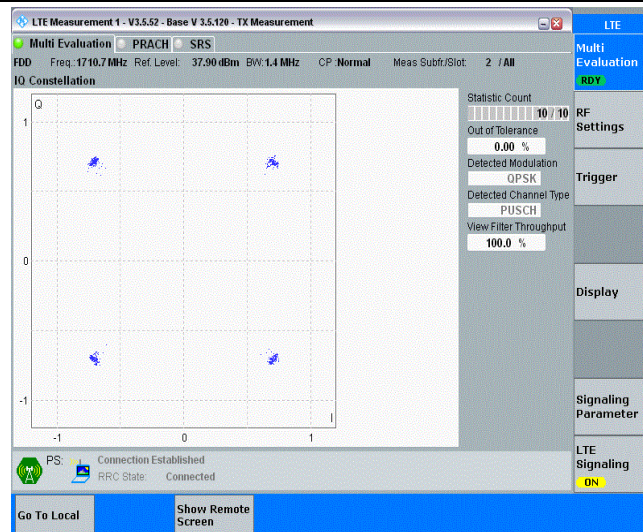 LTE Measurement 1 - V3.5.52 - Base V 3.5.120 - TX Measurement
LTE
Multi Evaluation PRACH SRS
FDD Freq.:1710.7 MHz Ref. Level: 37.90 dBm BW:1.4 MHz CP:Normal Meas Subfr./Slot: 2 / All
IQ Constellation
Multi
Evaluation
RDY
RF
Settings
Trigger
Display
Signaling
Parameter
LTE
Signaling
ON
Q
1
0
-1
-1 0 1
I
Statistic Count
10 / 10
Out of Tolerance
0.00 %
Detected Modulation
QPSK
Detected Channel Type
PUSCH
View Filter Throughput
100.0 %
PS: Connection Established
RRC State: Connected
Go To Local
Show Remote
Screen